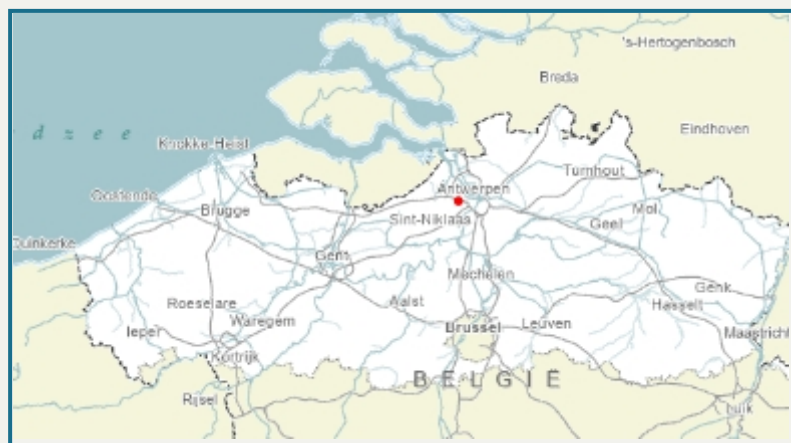 's-Hertogenbosch
Breda
d z e e
Eindhoven
Knokke-Heist
Turnhout
Antwerpen
Oostende
Mol
Brugge
Sint-Niklaas
Geel
Duinkerke
Gent
Mechelen
Genk
Roeselare
Aalst
Hasselt
Waregem
Brussel
Leuven
Ieper
Maastricht
Kortrijk
BELGIË
Rijsel
Luik